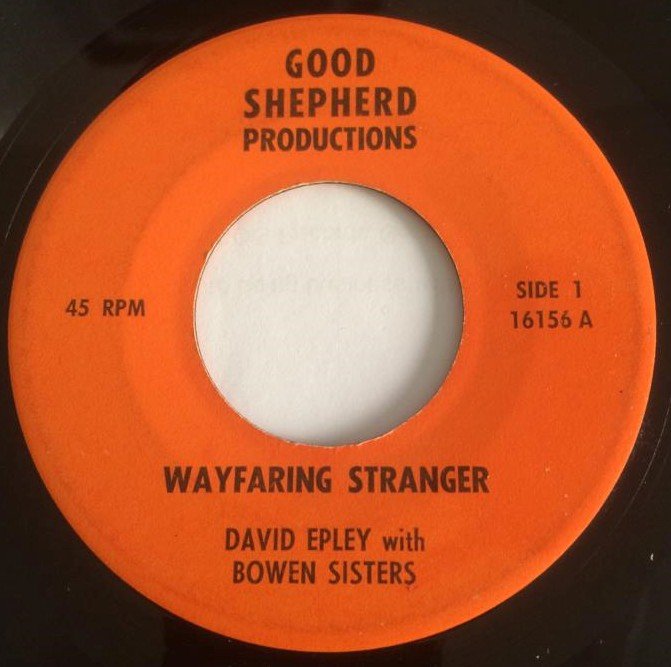 GOOD
SHEPHERD
PRODUCTIONS
45 RPM
SIDE 1
16156 A
WAYFARING STRANGER
DAVID EPLEY with
BOWEN SISTERS